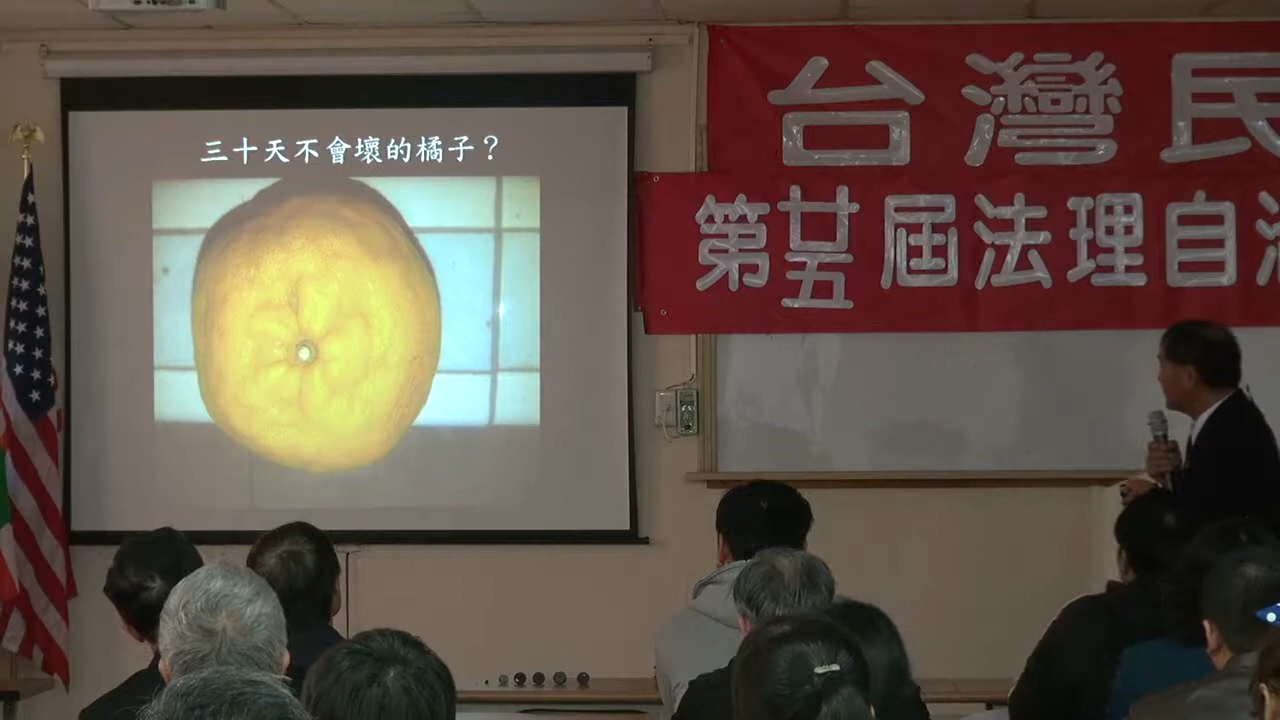 三十天不會壞的橘子？
台灣民
第廿五屆法理自治